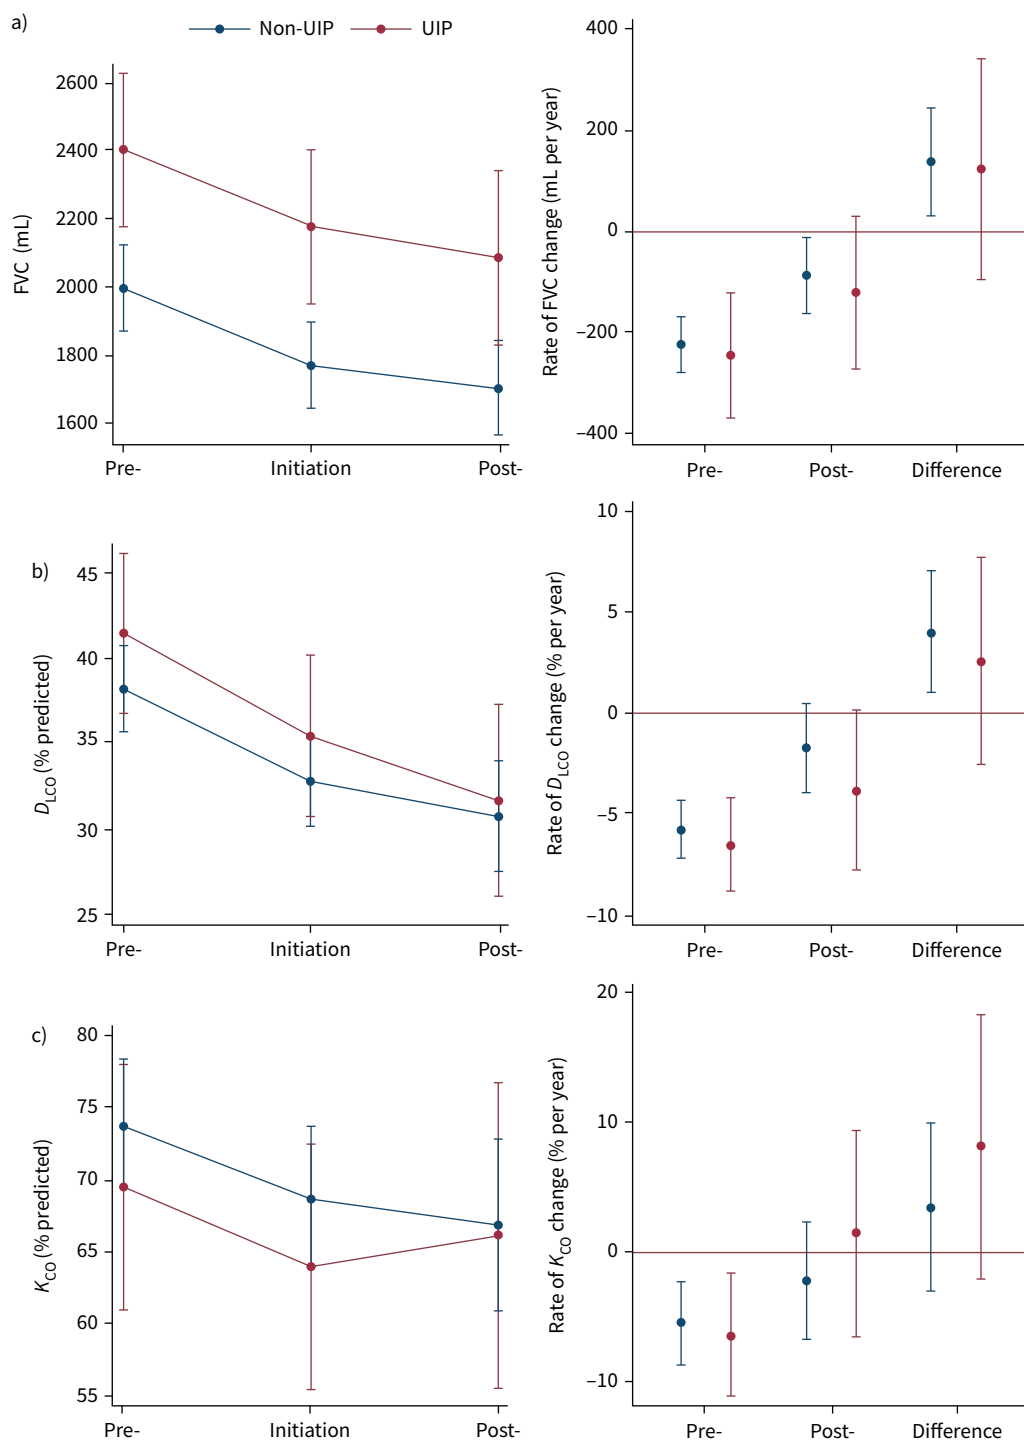 a)
Non-UIP
UIP
FVC (mL)
2600
2400
2200
2000
1800
1600
Pre-
Initiation
Post-
Rate of FVC change (mL per year)
400
200
0
–200
–400
Pre-
Post-
Difference
b)
DLCO (% predicted)
45
40
35
30
25
Pre-
Initiation
Post-
Rate of DLCO change (% per year)
10
5
0
–5
–10
Pre-
Post-
Difference
c)
KCO (% predicted)
80
75
70
65
60
55
Pre-
Initiation
Post-
Rate of KCO change (% per year)
20
10
0
–10
Pre-
Post-
Difference